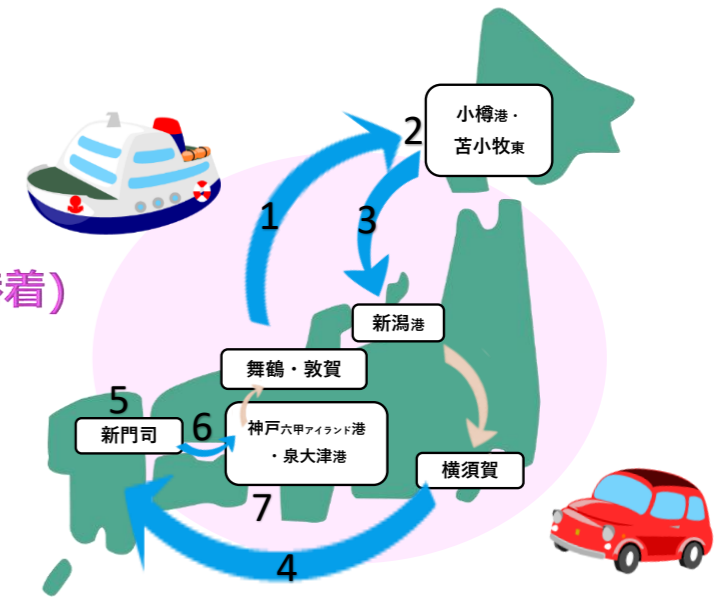 小樽港・
苫小牧東
2
1
3
着)
新潟港
舞鶴・敦賀
5
新門司
6
神戸六甲アイランド港
・泉大津港
横須賀
7
4